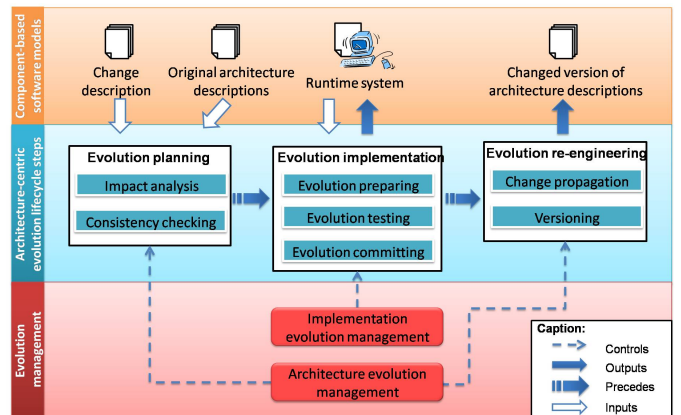 Component-based
software models
Change
description
Original architecture
descriptions
Runtime system
Changed version of
architecture descriptions
Architecture-centric
evolution lifecycle steps
Evolution planning
Impact analysis
Consistency checking
Evolution implementation
Evolution preparing
Evolution testing
Evolution committing
Evolution re-engineering
Change propagation
Versioning
Evolution
management
Implementation
evolution management
Architecture evolution
management
Caption:
Controls
Outputs
Precedes
Inputs